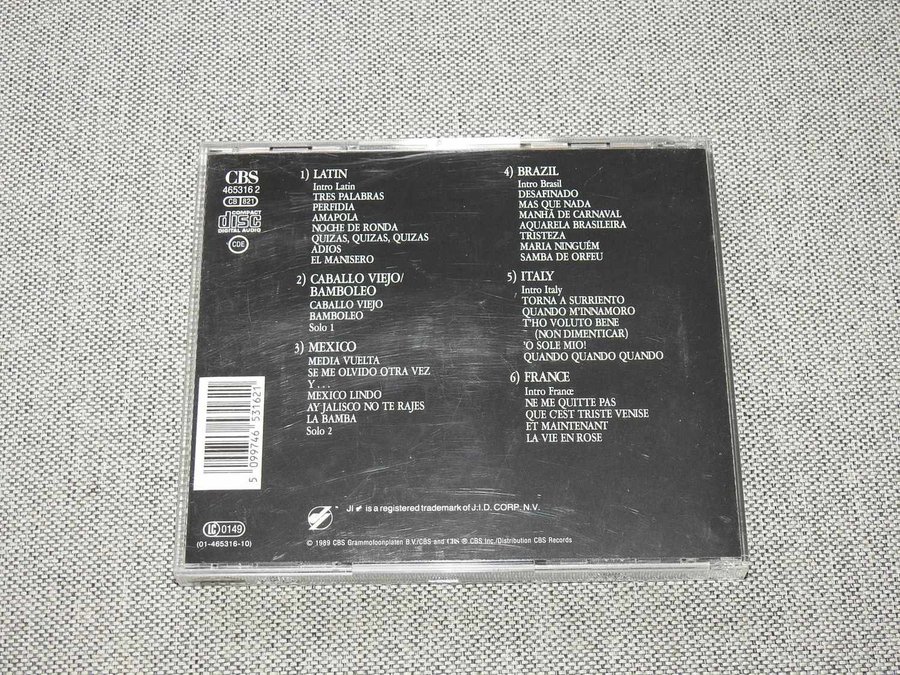 CBS
465316 2
CB 821
COMPACT
disc
DIGITAL AUDIO
CDE
1) LATIN
Intro Latin
TRES PALABRAS
PERFIDIA
AMAPOLA
NOCHE DE RONDA
QUIZAS, QUIZAS, QUIZAS
ADIOS
EL MANISERO
2) CABALLO VIEJO/
BAMBOLEO
CABALLO VIEJO
BAMBOLEO
Solo 1
3) MEXICO
MEDIA VUELTA
SE ME OLVIDO OTRA VEZ
Y . . .
MEXICO LINDO
AY JALISCO NO TE RAJES
LA BAMBA
Solo 2
4) BRAZIL
Intro Brasil
DESAFINADO
MAS QUE NADA
MANHÃ DE CARNAVAL
AQUARELA BRASILEIRA
TRISTEZA
MARIA NINGUÉM
SAMBA DE ORFEU
5) ITALY
Intro Italy
TORNA A SURRIENTO
QUANDO M'INNAMORO
T'HO VOLUTO BENE
(NON DIMENTICAR)
'O SOLE MIO!
QUANDO QUANDO QUANDO
6) FRANCE
Intro France
NE ME QUITTE PAS
QUE C'EST TRISTE VENISE
ET MAINTENANT
LA VIE EN ROSE
5 099746 531621
JI is a registered trademark of J.I.D. CORP. N.V.
LC 0149
(01-465316-10)
© 1989 CBS Grammofoonplaten B.V./CBS and CBS ® CBS Inc./Distribution CBS Records